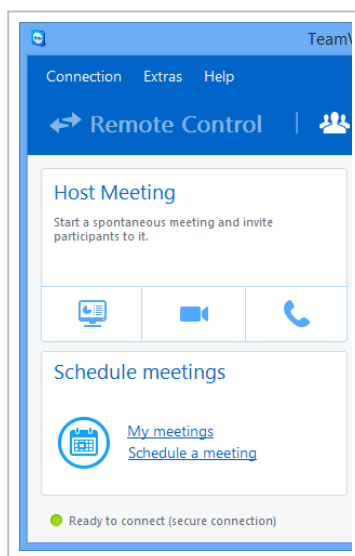 TeamV
Connection Extras Help
Remote Control
Host Meeting
Start a spontaneous meeting and invite
participants to it.
Schedule meetings
My meetings
Schedule a meeting
Ready to connect (secure connection)